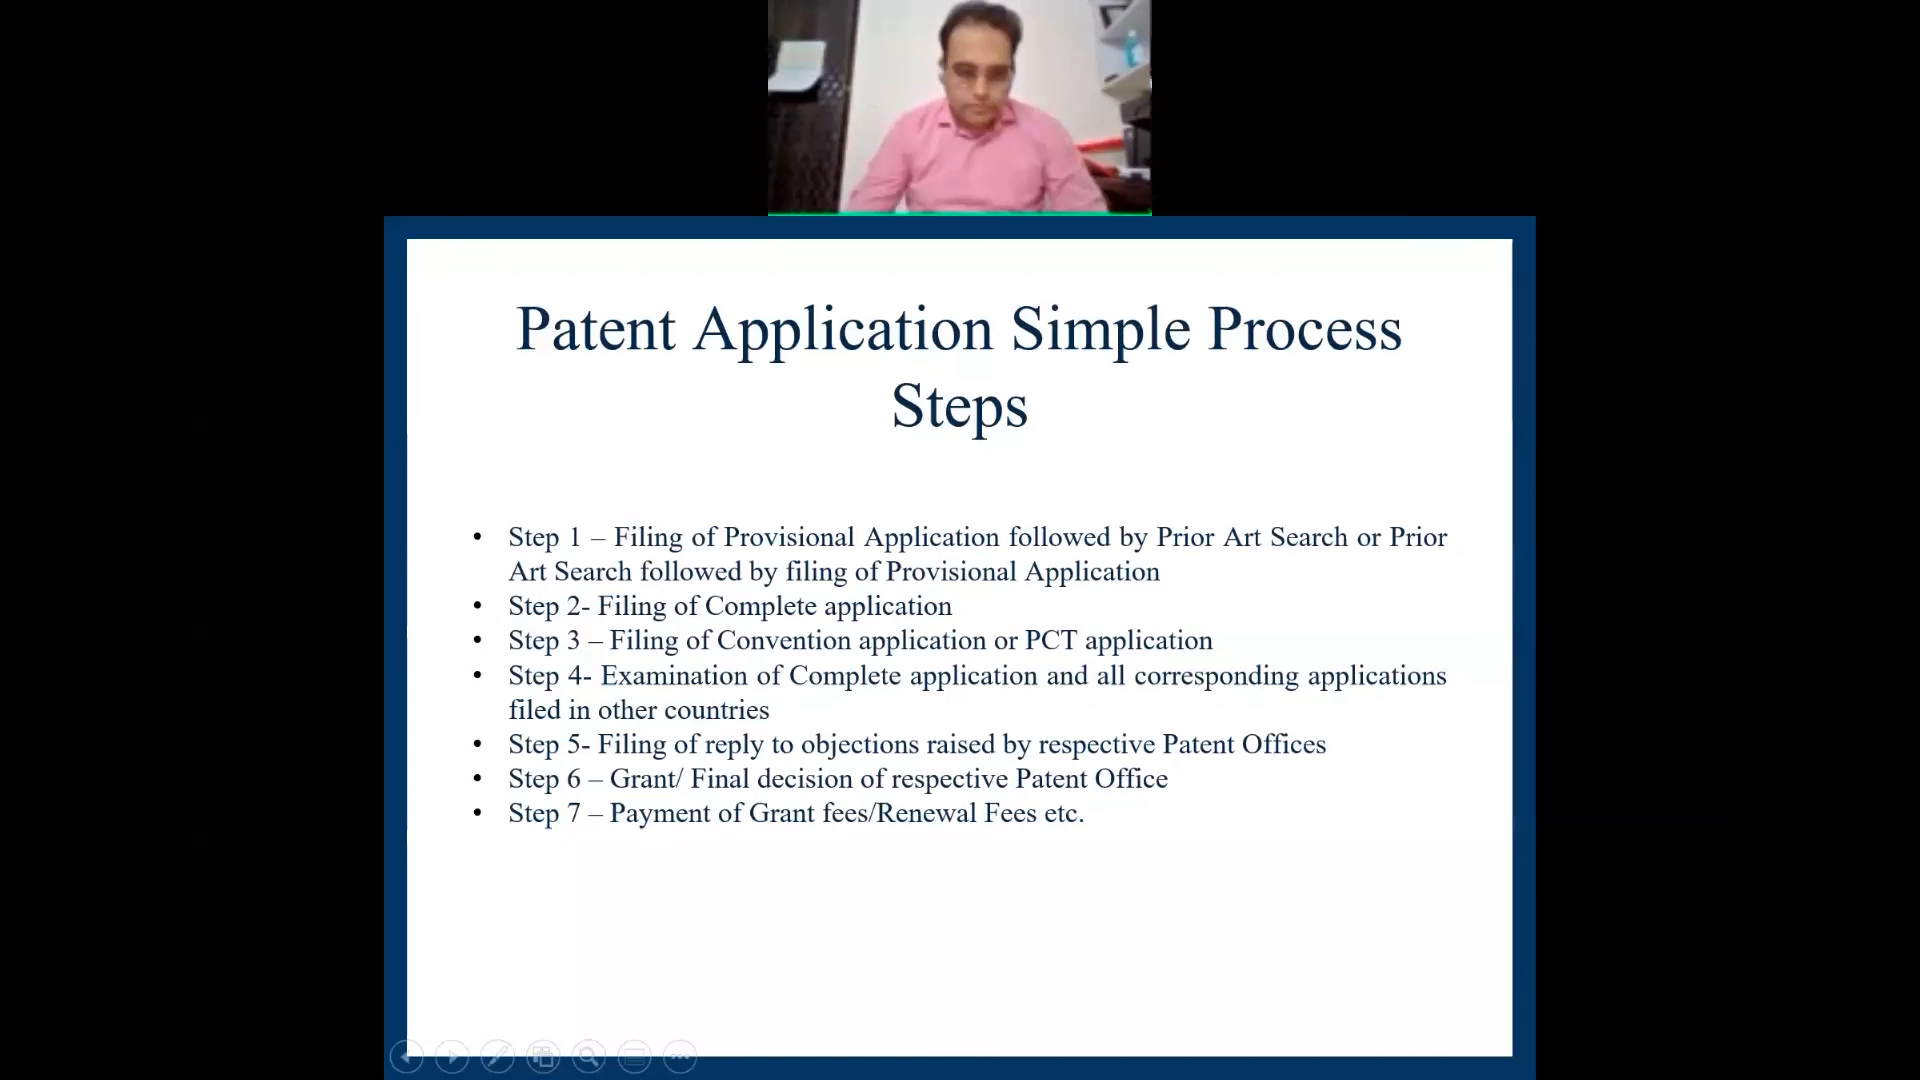 Patent Application Simple Process
Steps
• Step 1 – Filing of Provisional Application followed by Prior Art Search or Prior
Art Search followed by filing of Provisional Application
• Step 2- Filing of Complete application
• Step 3 – Filing of Convention application or PCT application
• Step 4- Examination of Complete application and all corresponding applications
filed in other countries
• Step 5- Filing of reply to objections raised by respective Patent Offices
• Step 6 – Grant/ Final decision of respective Patent Office
• Step 7 – Payment of Grant fees/Renewal Fees etc.